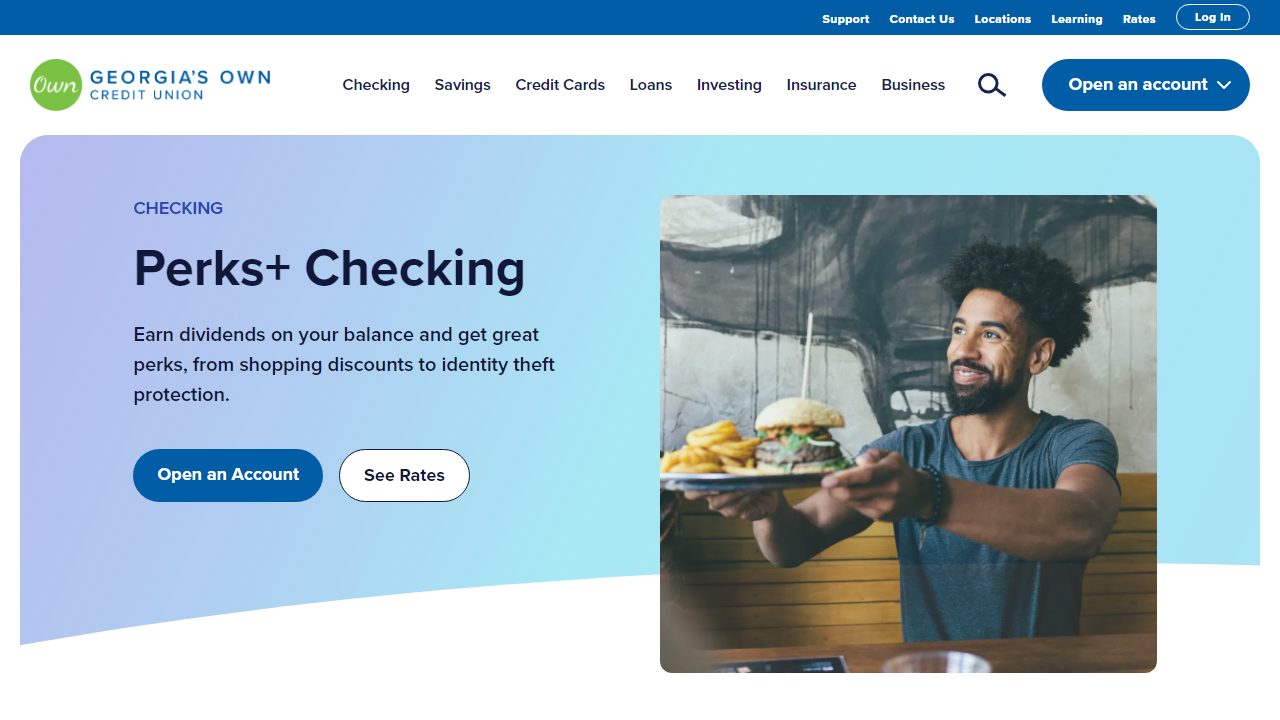 Support Contact Us Locations Learning Rates Log In
Own GEORGIA'S OWN
CREDIT UNION
Checking Savings Credit Cards Loans Investing Insurance Business Open an account
CHECKING
Perks+ Checking
Earn dividends on your balance and get great
perks, from shopping discounts to identity theft
protection.
Open an Account See Rates